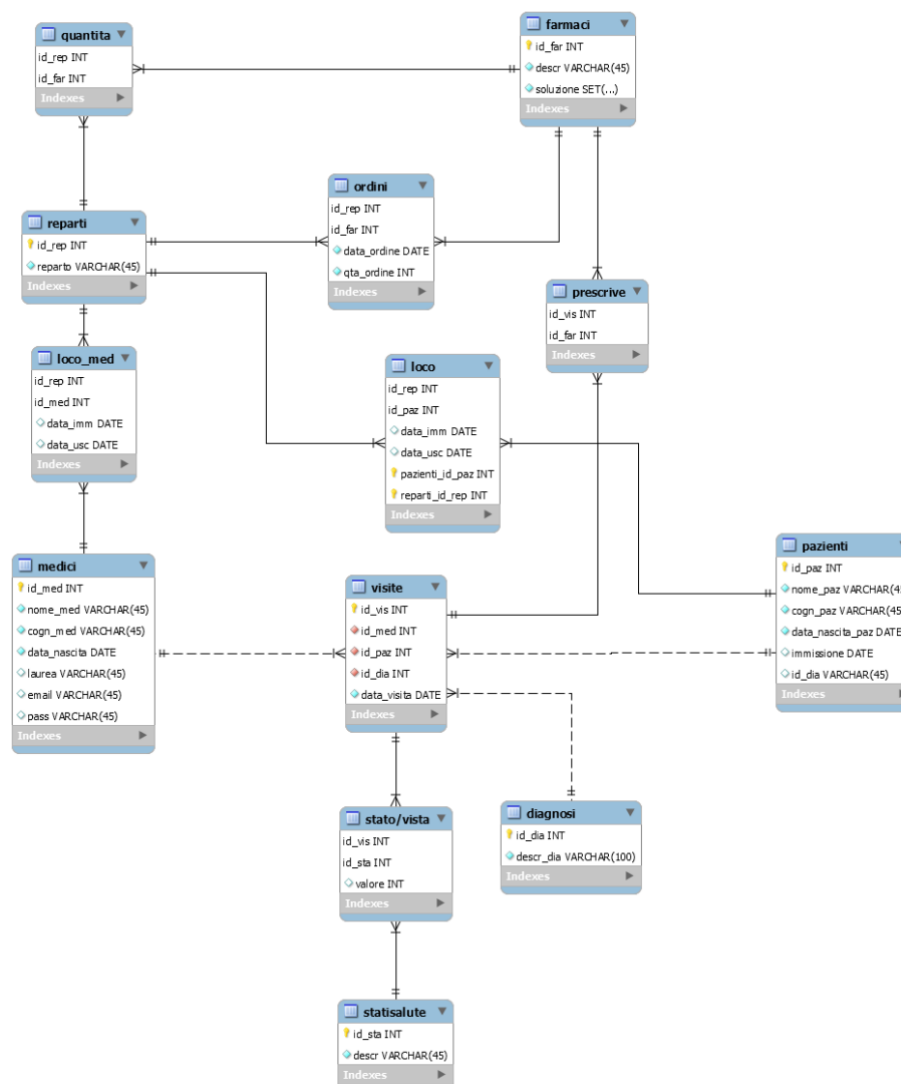 quantita
id_rep INT
id_far INT
Indexes
farmaci
id_far INT
descr VARCHAR(45)
soluzione SET(...)
Indexes
ordini
id_rep INT
id_far INT
data_ordine DATE
qta_ordine INT
Indexes
reparti
id_rep INT
reparto VARCHAR(45)
Indexes
prescrive
id_vis INT
id_far INT
Indexes
loco_med
id_rep INT
id_med INT
data_imm DATE
data_usc DATE
Indexes
loco
id_rep INT
id_paz INT
data_imm DATE
data_usc DATE
pazienti_id_paz INT
reparti_id_rep INT
Indexes
medici
id_med INT
nome_med VARCHAR(45)
cogn_med VARCHAR(45)
data_nascita DATE
laurea VARCHAR(45)
email VARCHAR(45)
pass VARCHAR(45)
Indexes
visite
id_vis INT
id_med INT
id_paz INT
id_dia INT
data_visita DATE
Indexes
pazienti
id_paz INT
nome_paz VARCHAR(45
cogn_paz VARCHAR(45
data_nascita_paz DATE
immissione DATE
id_dia VARCHAR(45)
Indexes
stato/vista
id_vis INT
id_sta INT
valore INT
Indexes
diagnosi
id_dia INT
descr_dia VARCHAR(100)
Indexes
statisalute
id_sta INT
descr VARCHAR(45)
Indexes